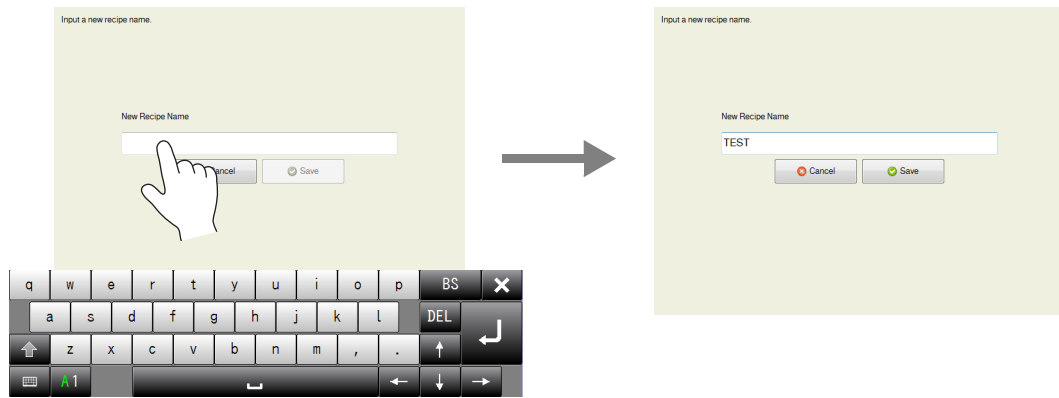 Input a new recipe name.
New Recipe Name
ancel
Save
q w e r t y u i o p BS
a s d f g h j k l DEL
z x c v b n m , .
A1
Input a new recipe name.
New Recipe Name
TEST
Cancel
Save